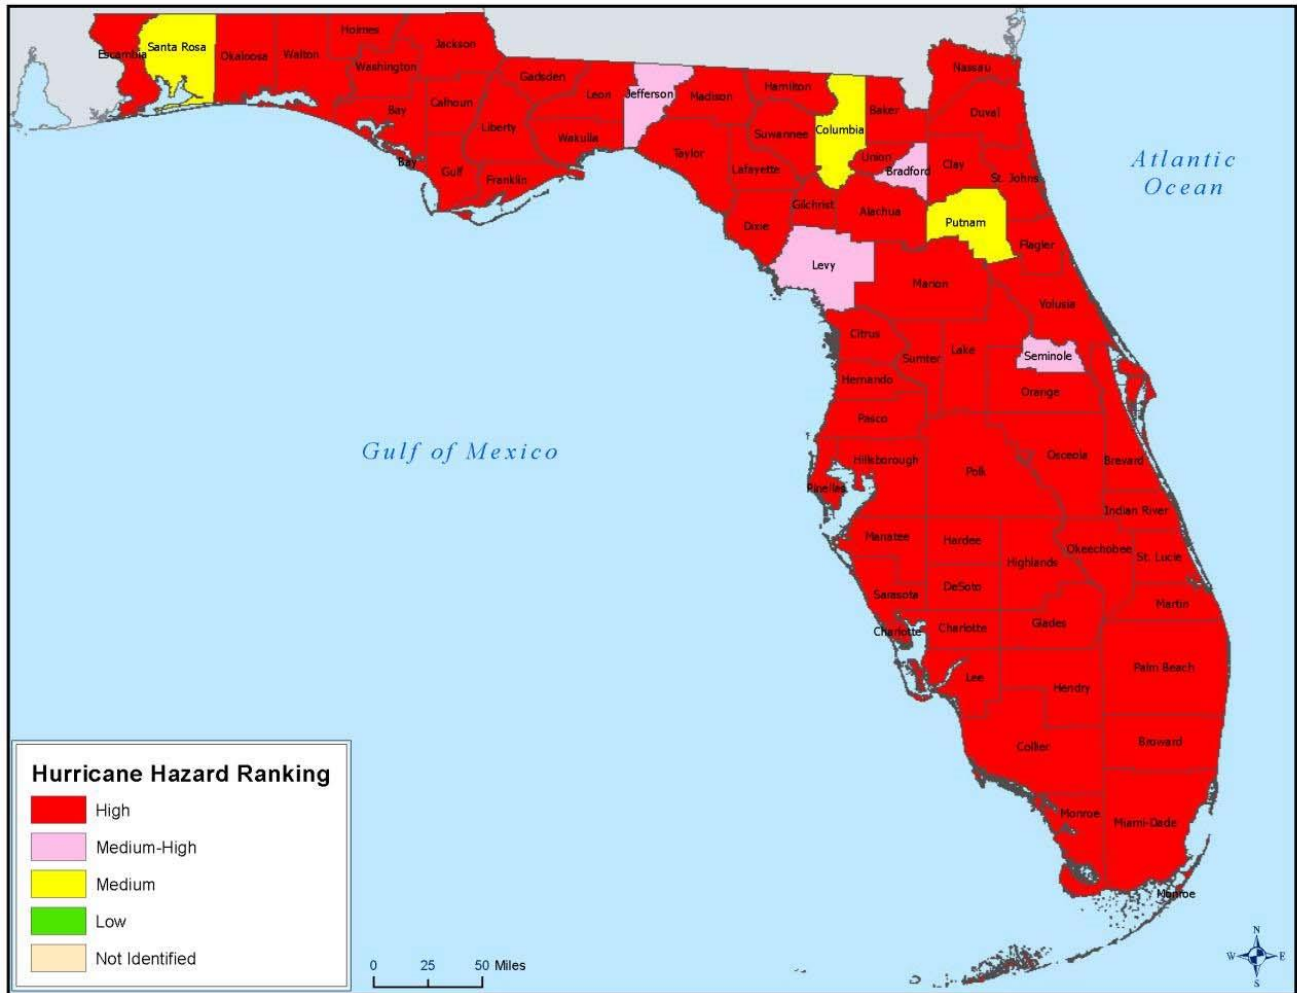 Escambia
Santa Rosa
Okaloosa
Walton
Holmes
Washington
Jackson
Bay
Calhoun
Bay
Gulf
Liberty
Franklin
Gadsden
Leon
Wakulla
Jefferson
Madison
Taylor
Hamilton
Suwannee
Lafayette
Dixie
Columbia
Gilchrist
Baker
Union
Bradford
Alachua
Levy
Nassau
Duval
Clay
St. Johns
Putnam
Flagler
Atlantic
Ocean
Marion
Volusia
Citrus
Sumter
Lake
Seminole
Hernando
Orange
Pasco
Gulf of Mexico
Hillsborough
Pinellas
Polk
Osceola
Brevard
Indian River
Manatee
Hardee
Highlands
Okeechobee
St. Lucie
Sarasota
DeSoto
Martin
Charlotte
Charlotte
Glades
Lee
Hendry
Palm Beach
Collier
Broward
Monroe
Miami-Dade
Monroe
Hurricane Hazard Ranking
High
Medium-High
Medium
Low
Not Identified
0 25 50 Miles
N
W E
S